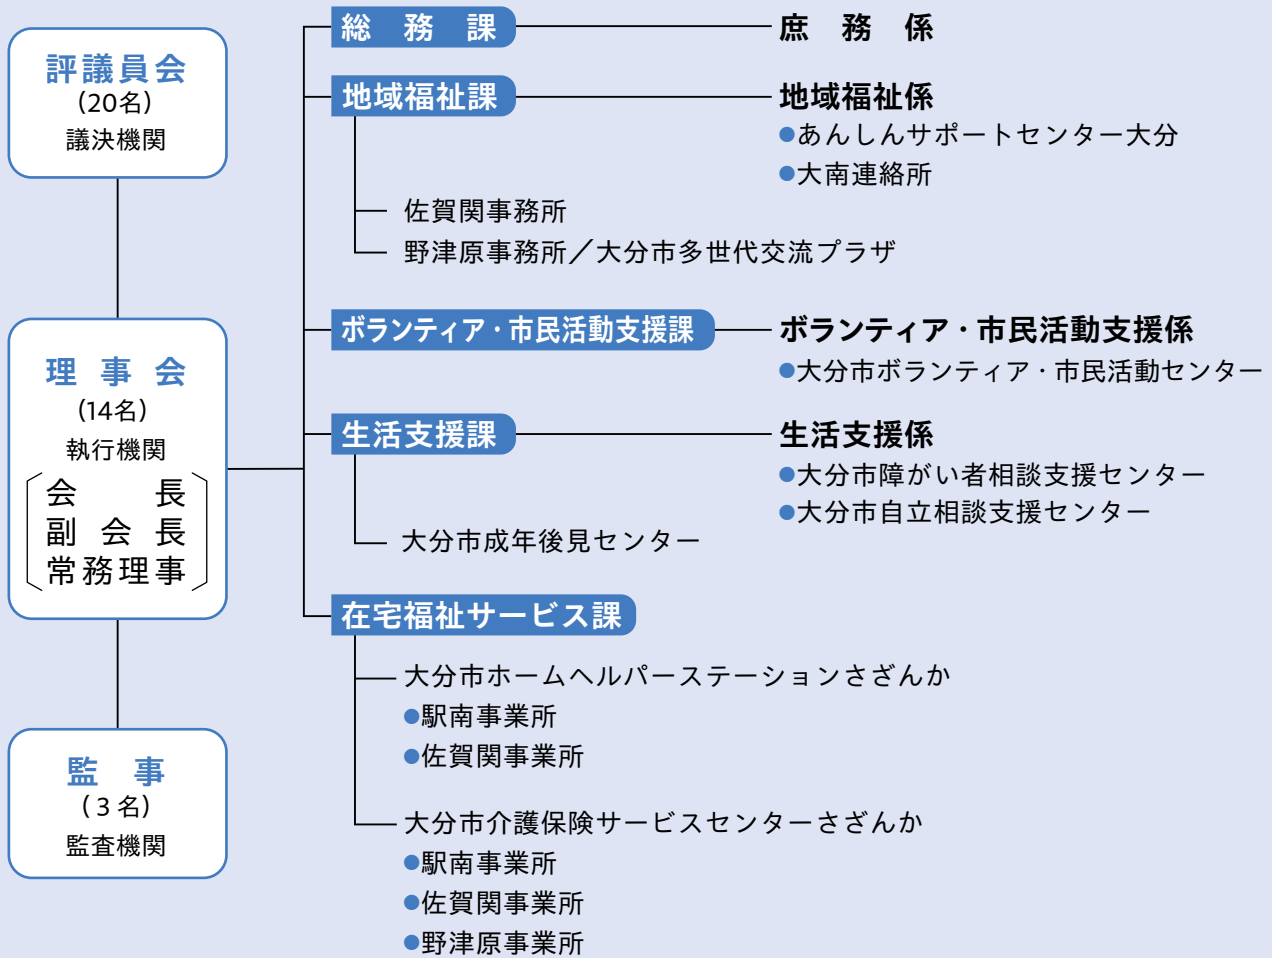 評議員会
(20名)
議決機関
理事会
(14名)
執行機関
会長
副会長
常務理事
監事
(3名)
監査機関
総務課
庶務係
地域福祉課
地域福祉係
●あんしんサポートセンター大分
●大南連絡所
佐賀関事務所
野津原事務所／大分市多世代交流プラザ
ボランティア・市民活動支援課
ボランティア・市民活動支援係
●大分市ボランティア・市民活動センター
生活支援課
生活支援係
●大分市障がい者相談支援センター
●大分市自立相談支援センター
大分市成年後見センター
在宅福祉サービス課
大分市ホームヘルパーステーションさざんか
●駅南事業所
●佐賀関事業所
大分市介護保険サービスセンターさざんか
●駅南事業所
●佐賀関事業所
●野津原事業所